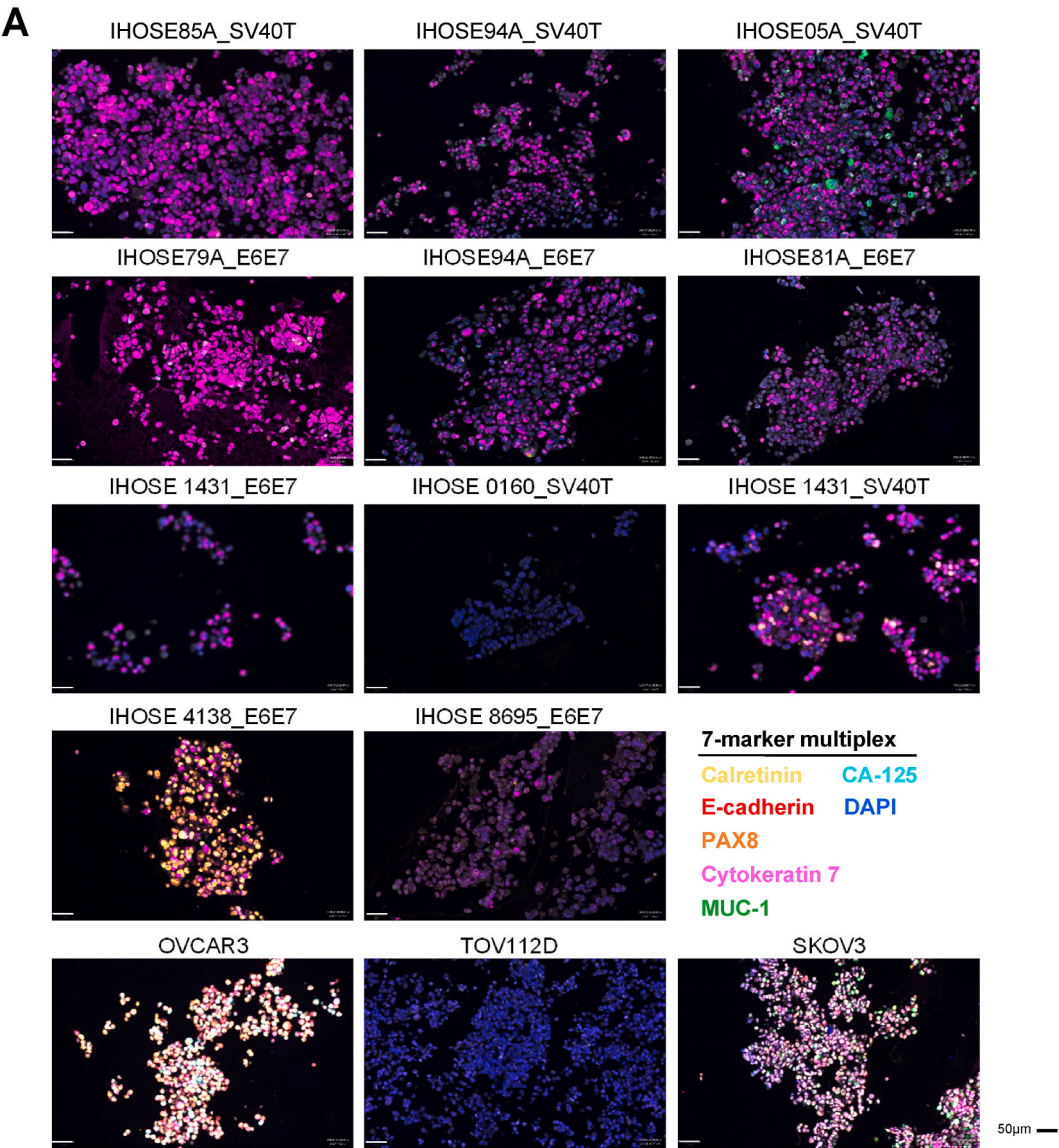 A
IHOSE85A_SV40T IHOSE94A_SV40T IHOSE05A_SV40T
IHOSE79A_E6E7 IHOSE94A_E6E7 IHOSE81A_E6E7
IHOSE 1431_E6E7 IHOSE 0160_SV40T IHOSE 1431_SV40T
IHOSE 4138_E6E7 IHOSE 8695_E6E7
7-marker multiplex
Calretinin CA-125
E-cadherin DAPI
PAX8
Cytokeratin 7
MUC-1
OVCAR3 TOV112D SKOV3
50μm